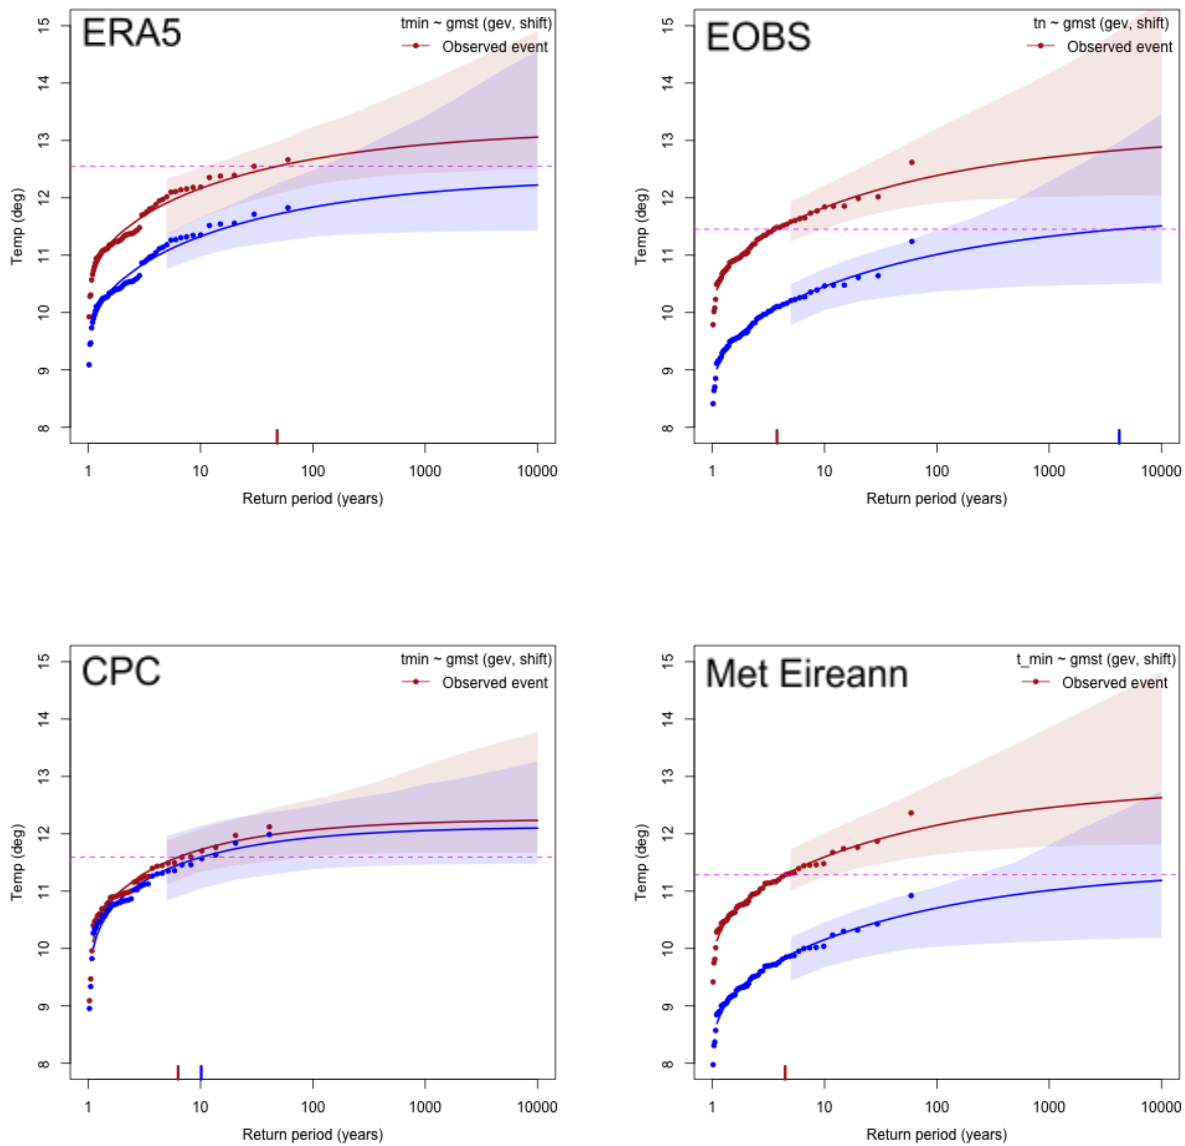 ERA5
tmin ~ gmst (gev, shift)
Observed event
Temp (deg)
15
14
13
12
11
10
9
8
1 10 100 1000 10000
Return period (years)
EOBS
tn ~ gmst (gev, shift)
Observed event
Temp (deg)
15
14
13
12
11
10
9
8
1 10 100 1000 10000
Return period (years)
CPC
tmin ~ gmst (gev, shift)
Observed event
Temp (deg)
15
14
13
12
11
10
9
8
1 10 100 1000 10000
Return period (years)
Met Eireann
t_min ~ gmst (gev, shift)
Observed event
Temp (deg)
15
14
13
12
11
10
9
8
1 10 100 1000 10000
Return period (years)